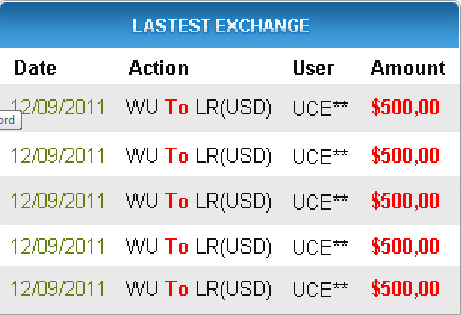 LASTEST EXCHANGE
Date Action User Amount
12/09/2011 WU To LR(USD) UCE** $500,00
ord
12/09/2011 WU To LR(USD) UCE** $500,00
12/09/2011 WU To LR(USD) UCE** $500,00
12/09/2011 WU To LR(USD) UCE** $500,00
12/09/2011 WU To LR(USD) UCE** $500,00